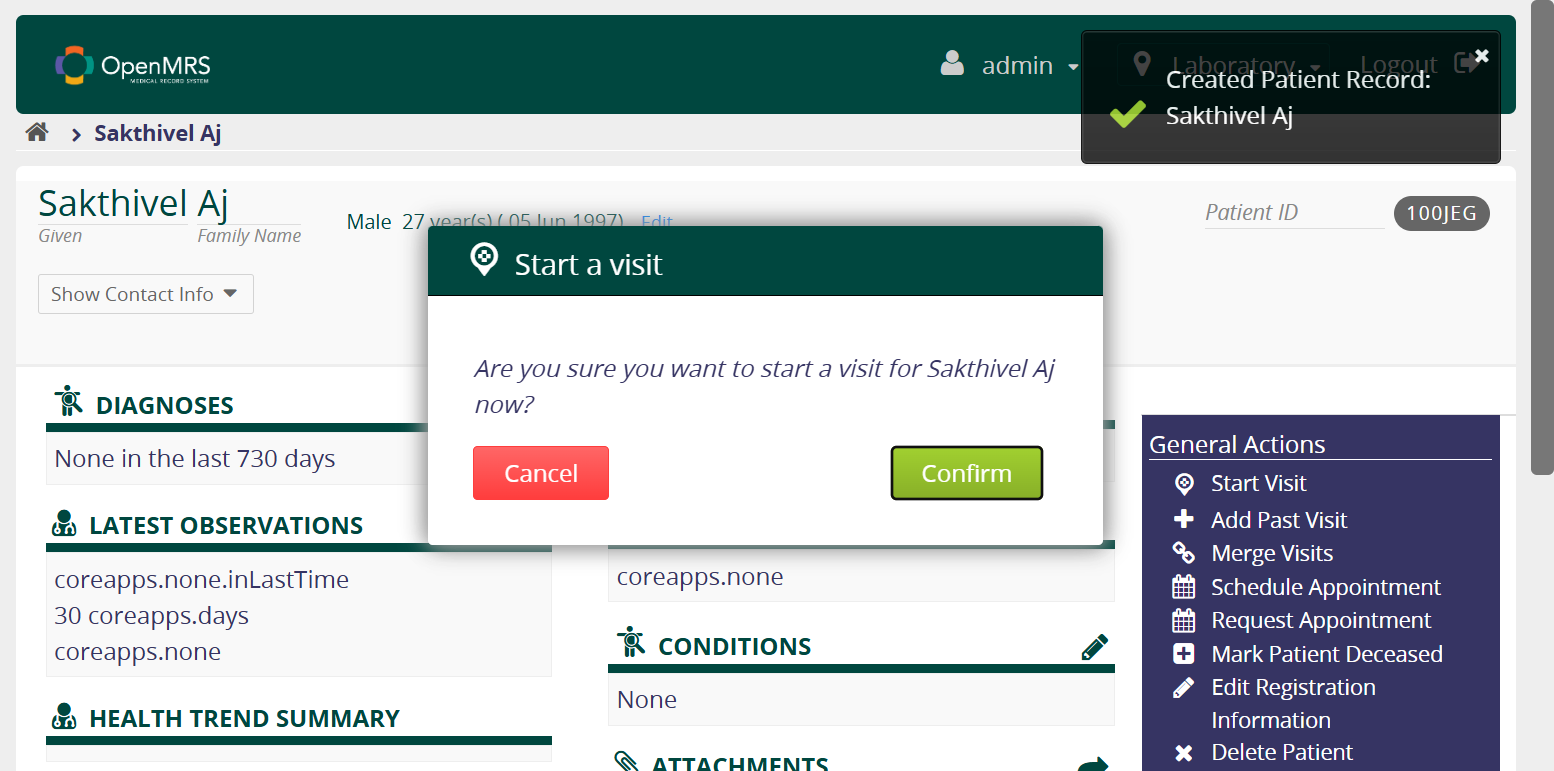 OpenMRS
MEDICAL RECORD SYSTEM
admin
Laboratory
Logout
Created Patient Record:
Sakthivel Aj
Sakthivel Aj
Sakthivel Aj
Given Family Name
Male 27 year(s) ( 05 Jun 1997) Edit
Patient ID 100JEG
Show Contact Info
Start a visit
Are you sure you want to start a visit for Sakthivel Aj
now?
Cancel Confirm
DIAGNOSES
None in the last 730 days
LATEST OBSERVATIONS
coreapps.none.inLastTime
30 coreapps.days
coreapps.none
HEALTH TREND SUMMARY
coreapps.none
CONDITIONS
None
ATTACHMENTS
General Actions
Start Visit
Add Past Visit
Merge Visits
Schedule Appointment
Request Appointment
Mark Patient Deceased
Edit Registration
Information
Delete Patient